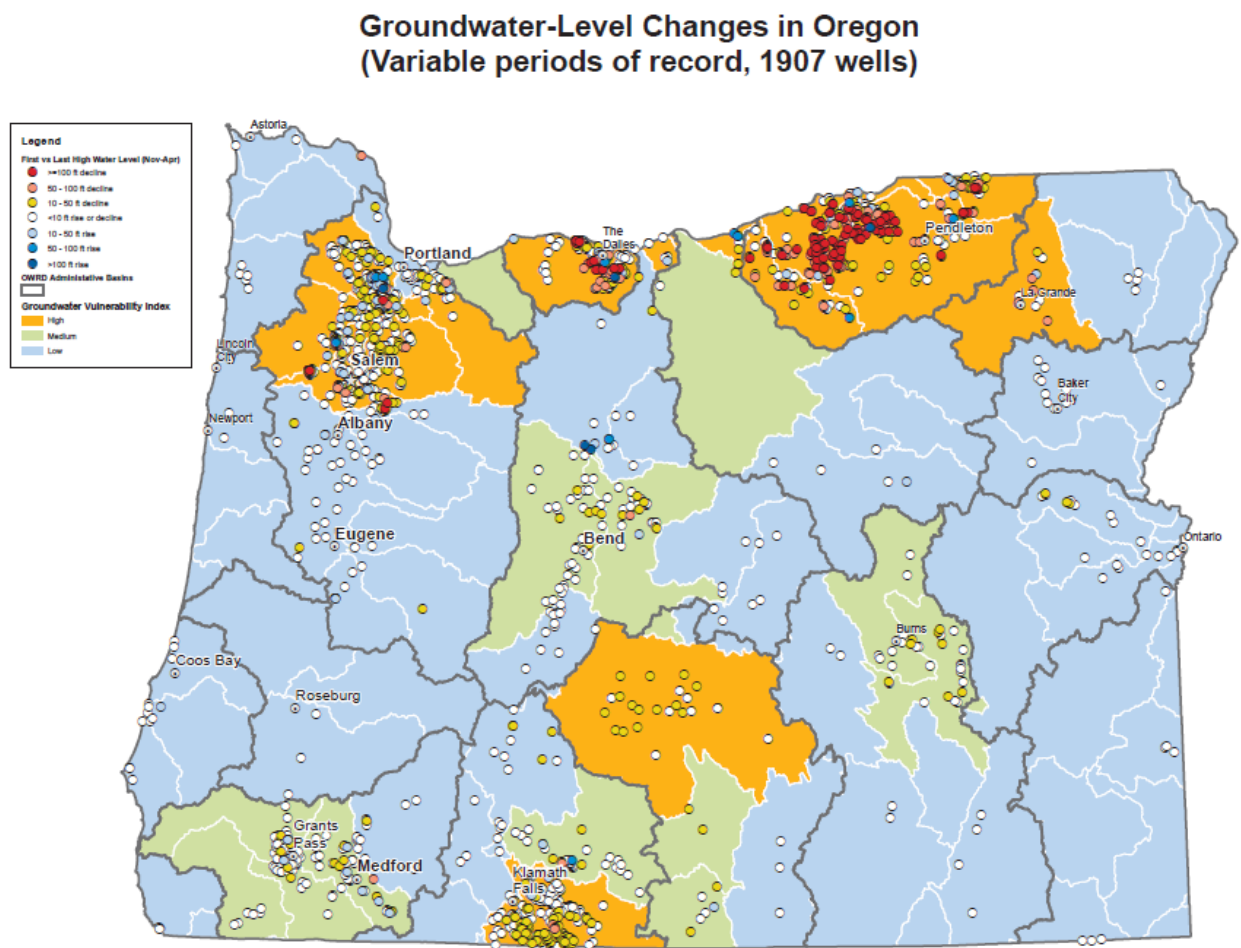 Groundwater-Level Changes in Oregon
(Variable periods of record, 1907 wells)
Legend
First vs Last High Water Level (Nov-Apr)
>=100 ft decline
50 - 100 ft decline
10 - 50 ft decline
<10 ft rise or decline
10 - 50 ft rise
50 - 100 ft rise
>100 ft rise
OWRD Administative Basins
Groundwater Vulnerability Index
High
Medium
Low
Astoria
Portland
The
Dalles
Pendleton
La Grande
Lincoln
City
Salem
Baker
City
Newport
Albany
Eugene
Bend
Ontario
Burns
Coos Bay
Roseburg
Grants
Pass
Medford
Klamath
Falls